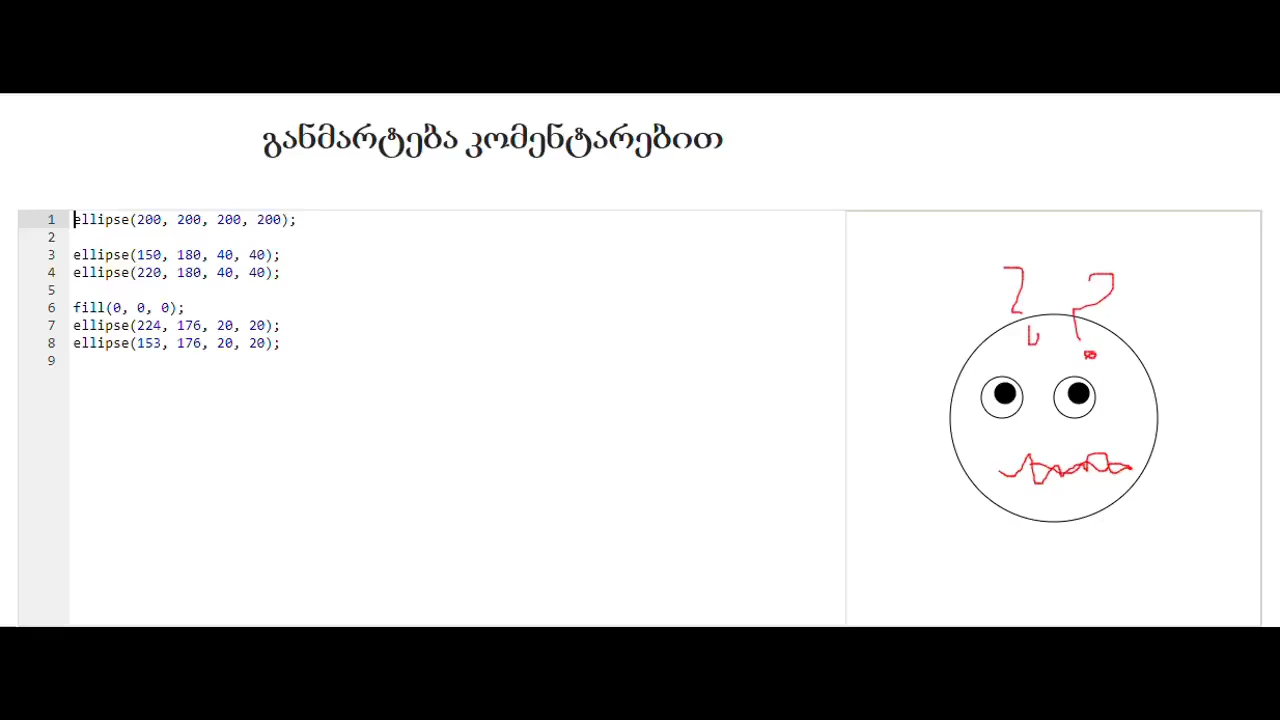 განმარტება კომენტარებით
1 ellipse(200, 200, 200, 200);
2
3 ellipse(150, 180, 40, 40);
4 ellipse(220, 180, 40, 40);
5
6 fill(0, 0, 0);
7 ellipse(224, 176, 20, 20);
8 ellipse(153, 176, 20, 20);
9
? ?